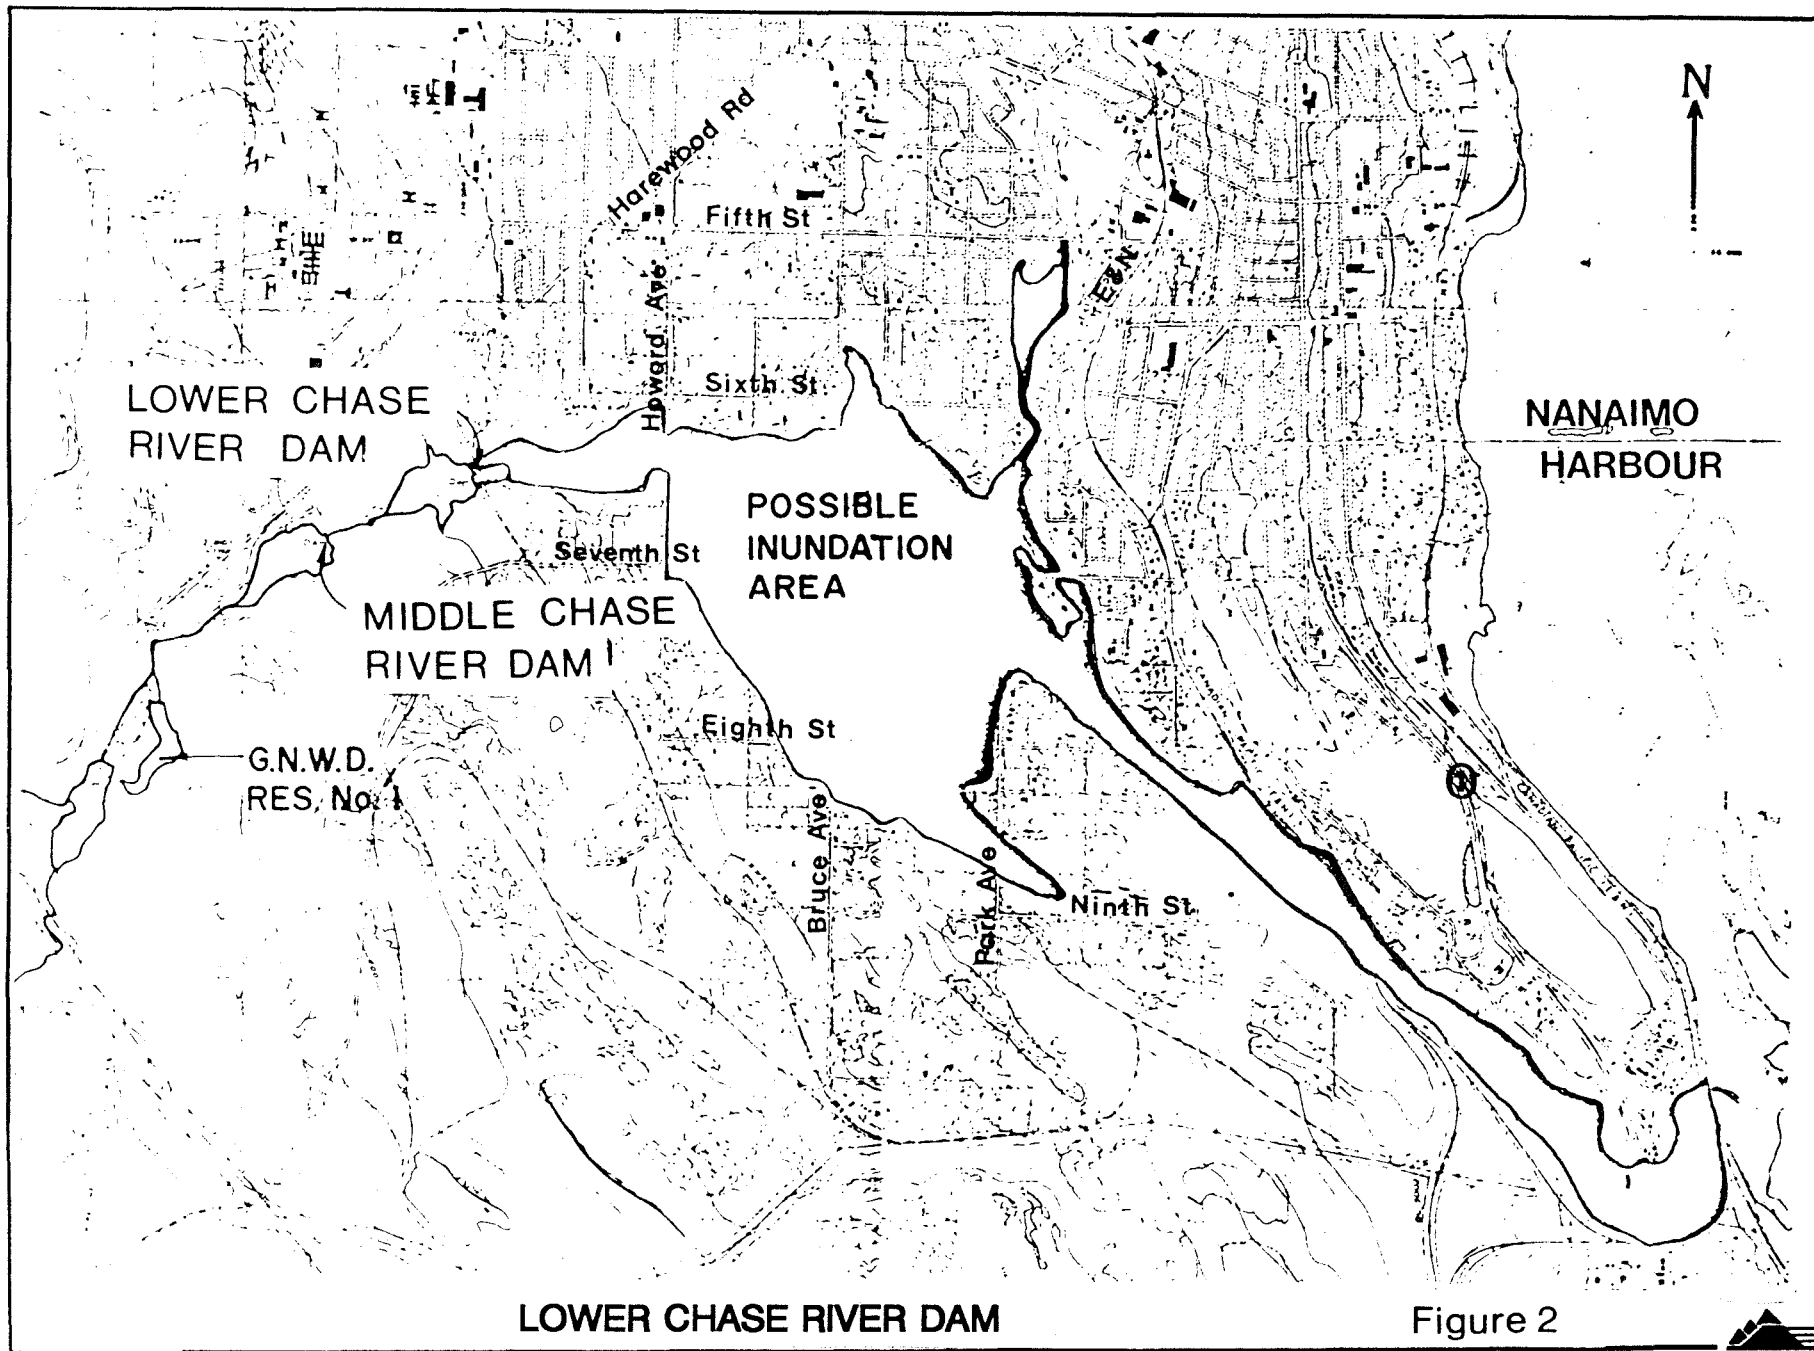 N
Harewood Rd
Fifth St
Howard Ave
E&N
Sixth St
LOWER CHASE
RIVER DAM
NANAIMO
HARBOUR
POSSIBLE
INUNDATION
AREA
Seventh St
MIDDLE CHASE
RIVER DAM
Eighth St
G.N.W.D.
RES, No. 1
Bruce Ave
Park Ave
Ninth St
LOWER CHASE RIVER DAM
Figure 2